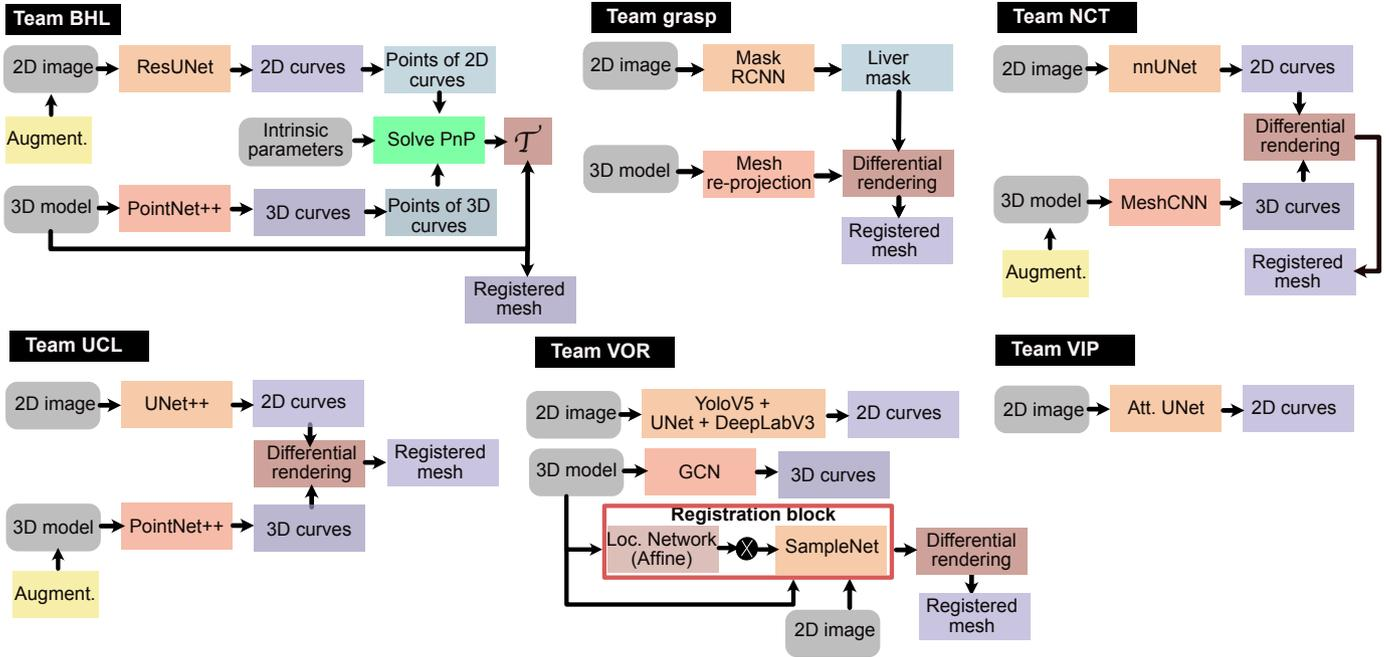 Team BHL
2D image
ResUNet
2D curves
Points of 2D
curves
Augment.
Intrinsic
parameters
Solve PnP
𝒯
3D model
PointNet++
3D curves
Points of 3D
curves
Registered
mesh
Team grasp
2D image
Mask
RCNN
Liver
mask
3D model
Mesh
re-projection
Differential
rendering
Registered
mesh
Team NCT
2D image
nnUNet
2D curves
Differential
rendering
3D model
MeshCNN
3D curves
Augment.
Registered
mesh
Team UCL
2D image
UNet++
2D curves
Differential
rendering
Registered
mesh
3D model
PointNet++
3D curves
Augment.
Team VOR
2D image
YoloV5 +
UNet + DeepLabV3
2D curves
3D model
GCN
3D curves
Registration block
Loc. Network
(Affine)
X
SampleNet
Differential
rendering
2D image
Registered
mesh
Team VIP
2D image
Att. UNet
2D curves